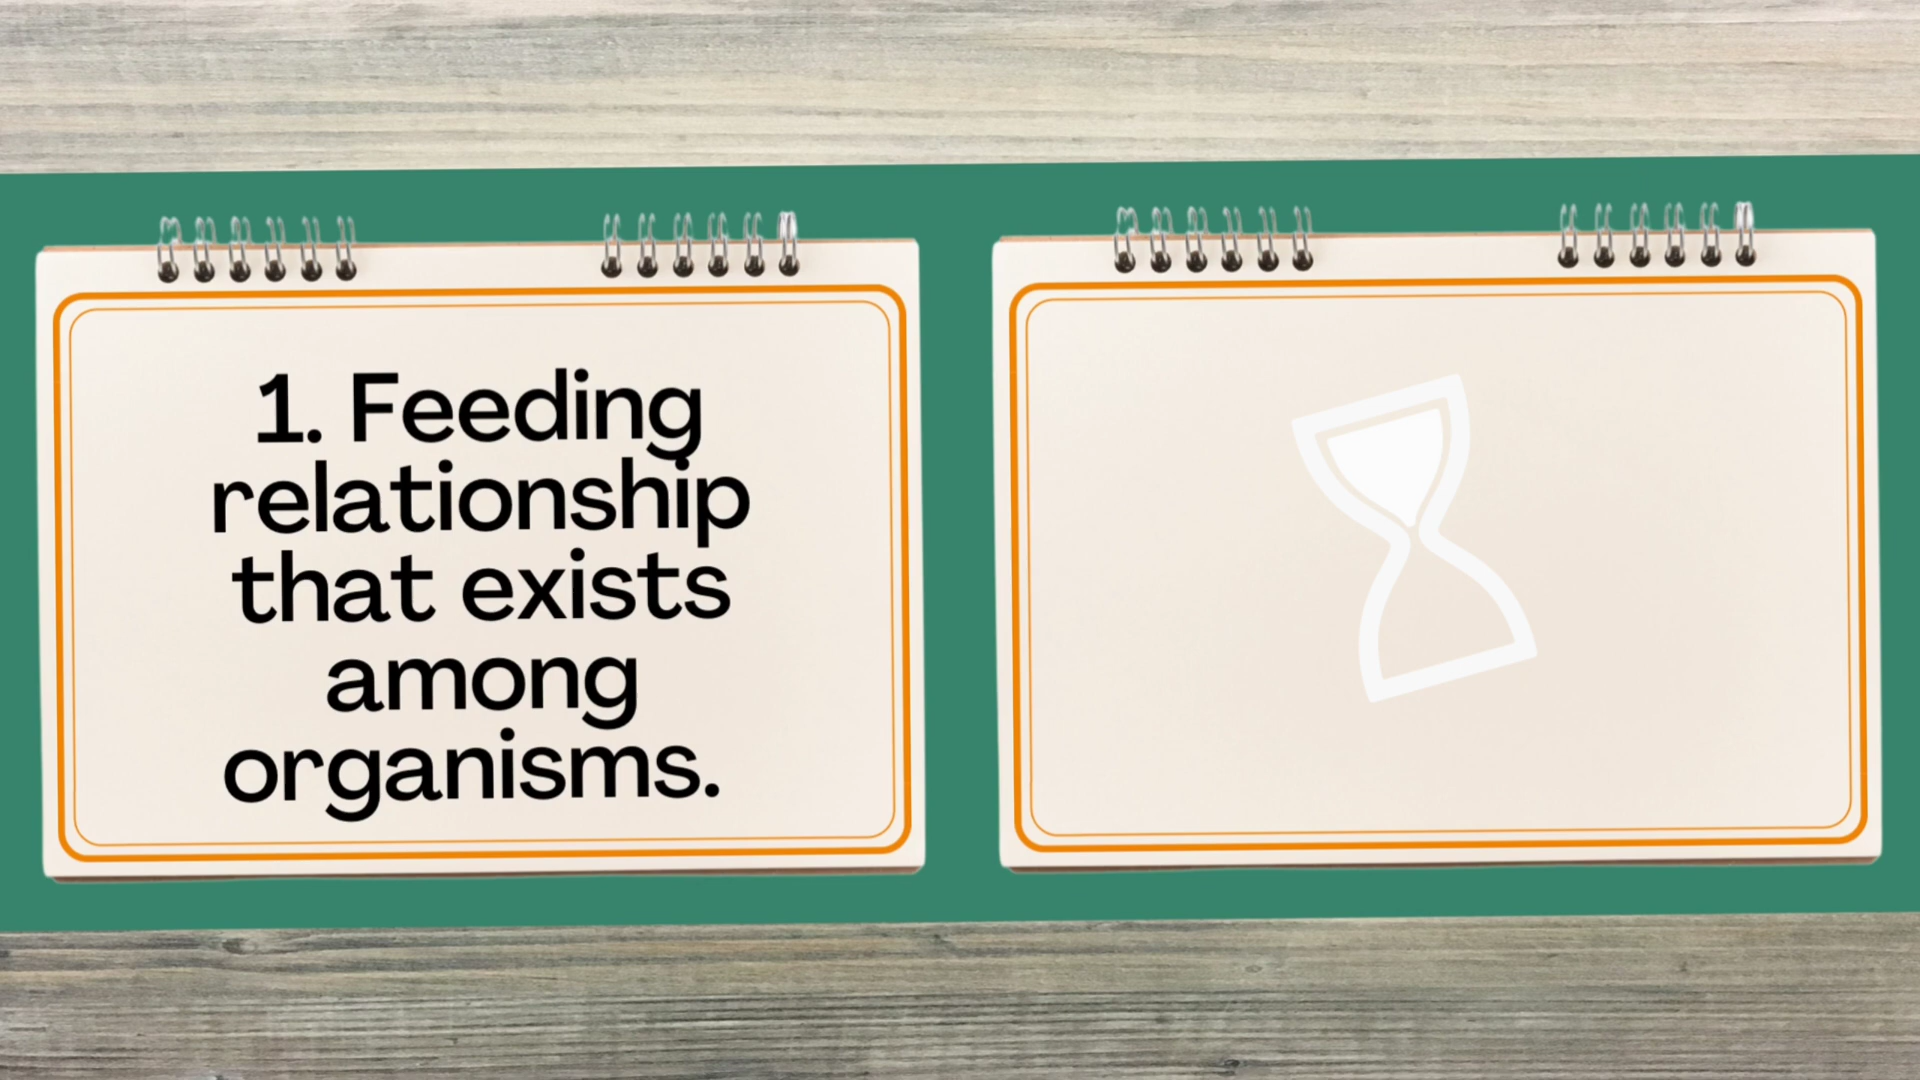 1. Feeding
relationship
that exists
among
organisms.